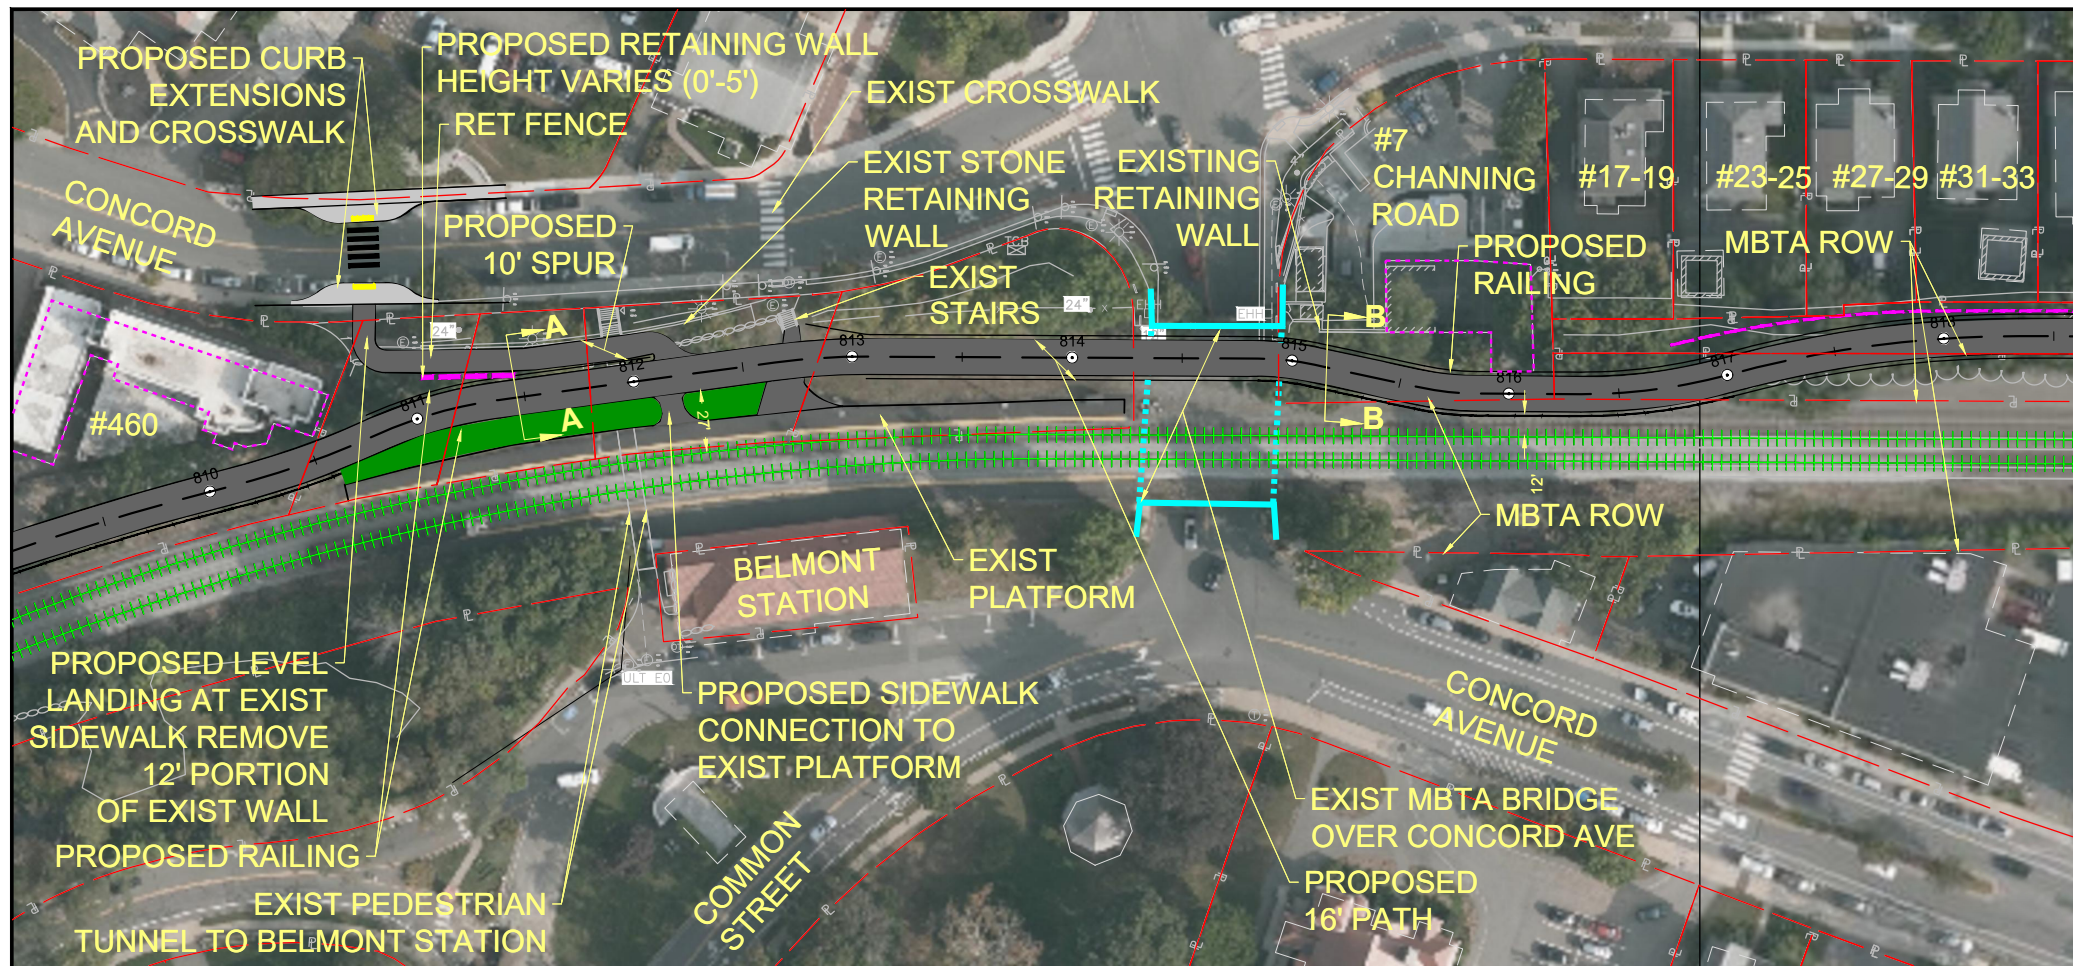 PROPOSED CURB
EXTENSIONS
AND CROSSWALK
PROPOSED RETAINING WALL
HEIGHT VARIES (0'-5')
RET FENCE
EXIST CROSSWALK
EXIST STONE
RETAINING
WALL
EXISTING
RETAINING
WALL
#7
CHANNING
ROAD
#17-19
#23-25
#27-29
#31-33
CONCORD
AVENUE
PROPOSED
10' SPUR
EXIST
STAIRS
PROPOSED
RAILING
MBTA ROW
TCB
24"
24"
EHH
EHH
A
A
B
B
#460
810
811
812
813
814
815
816
817
27'
12'
MBTA ROW
BELMONT
STATION
EXIST
PLATFORM
PROPOSED LEVEL
LANDING AT EXIST
SIDEWALK REMOVE
12' PORTION
OF EXIST WALL
PROPOSED RAILING
EXIST PEDESTRIAN
TUNNEL TO BELMONT STATION
ULT EO
PROPOSED SIDEWALK
CONNECTION TO
EXIST PLATFORM
COMMON
STREET
CONCORD
AVENUE
EXIST MBTA BRIDGE
OVER CONCORD AVE
PROPOSED
16' PATH